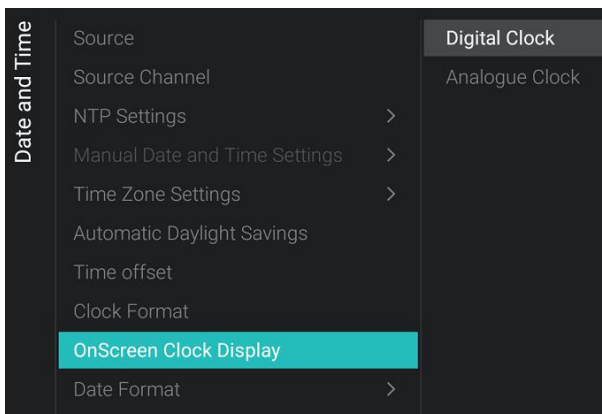 Date and Time
Source
Source Channel
NTP Settings >
Manual Date and Time Settings >
Time Zone Settings >
Automatic Daylight Savings
Time offset
Clock Format
OnScreen Clock Display
Date Format >
Digital Clock
Analogue Clock